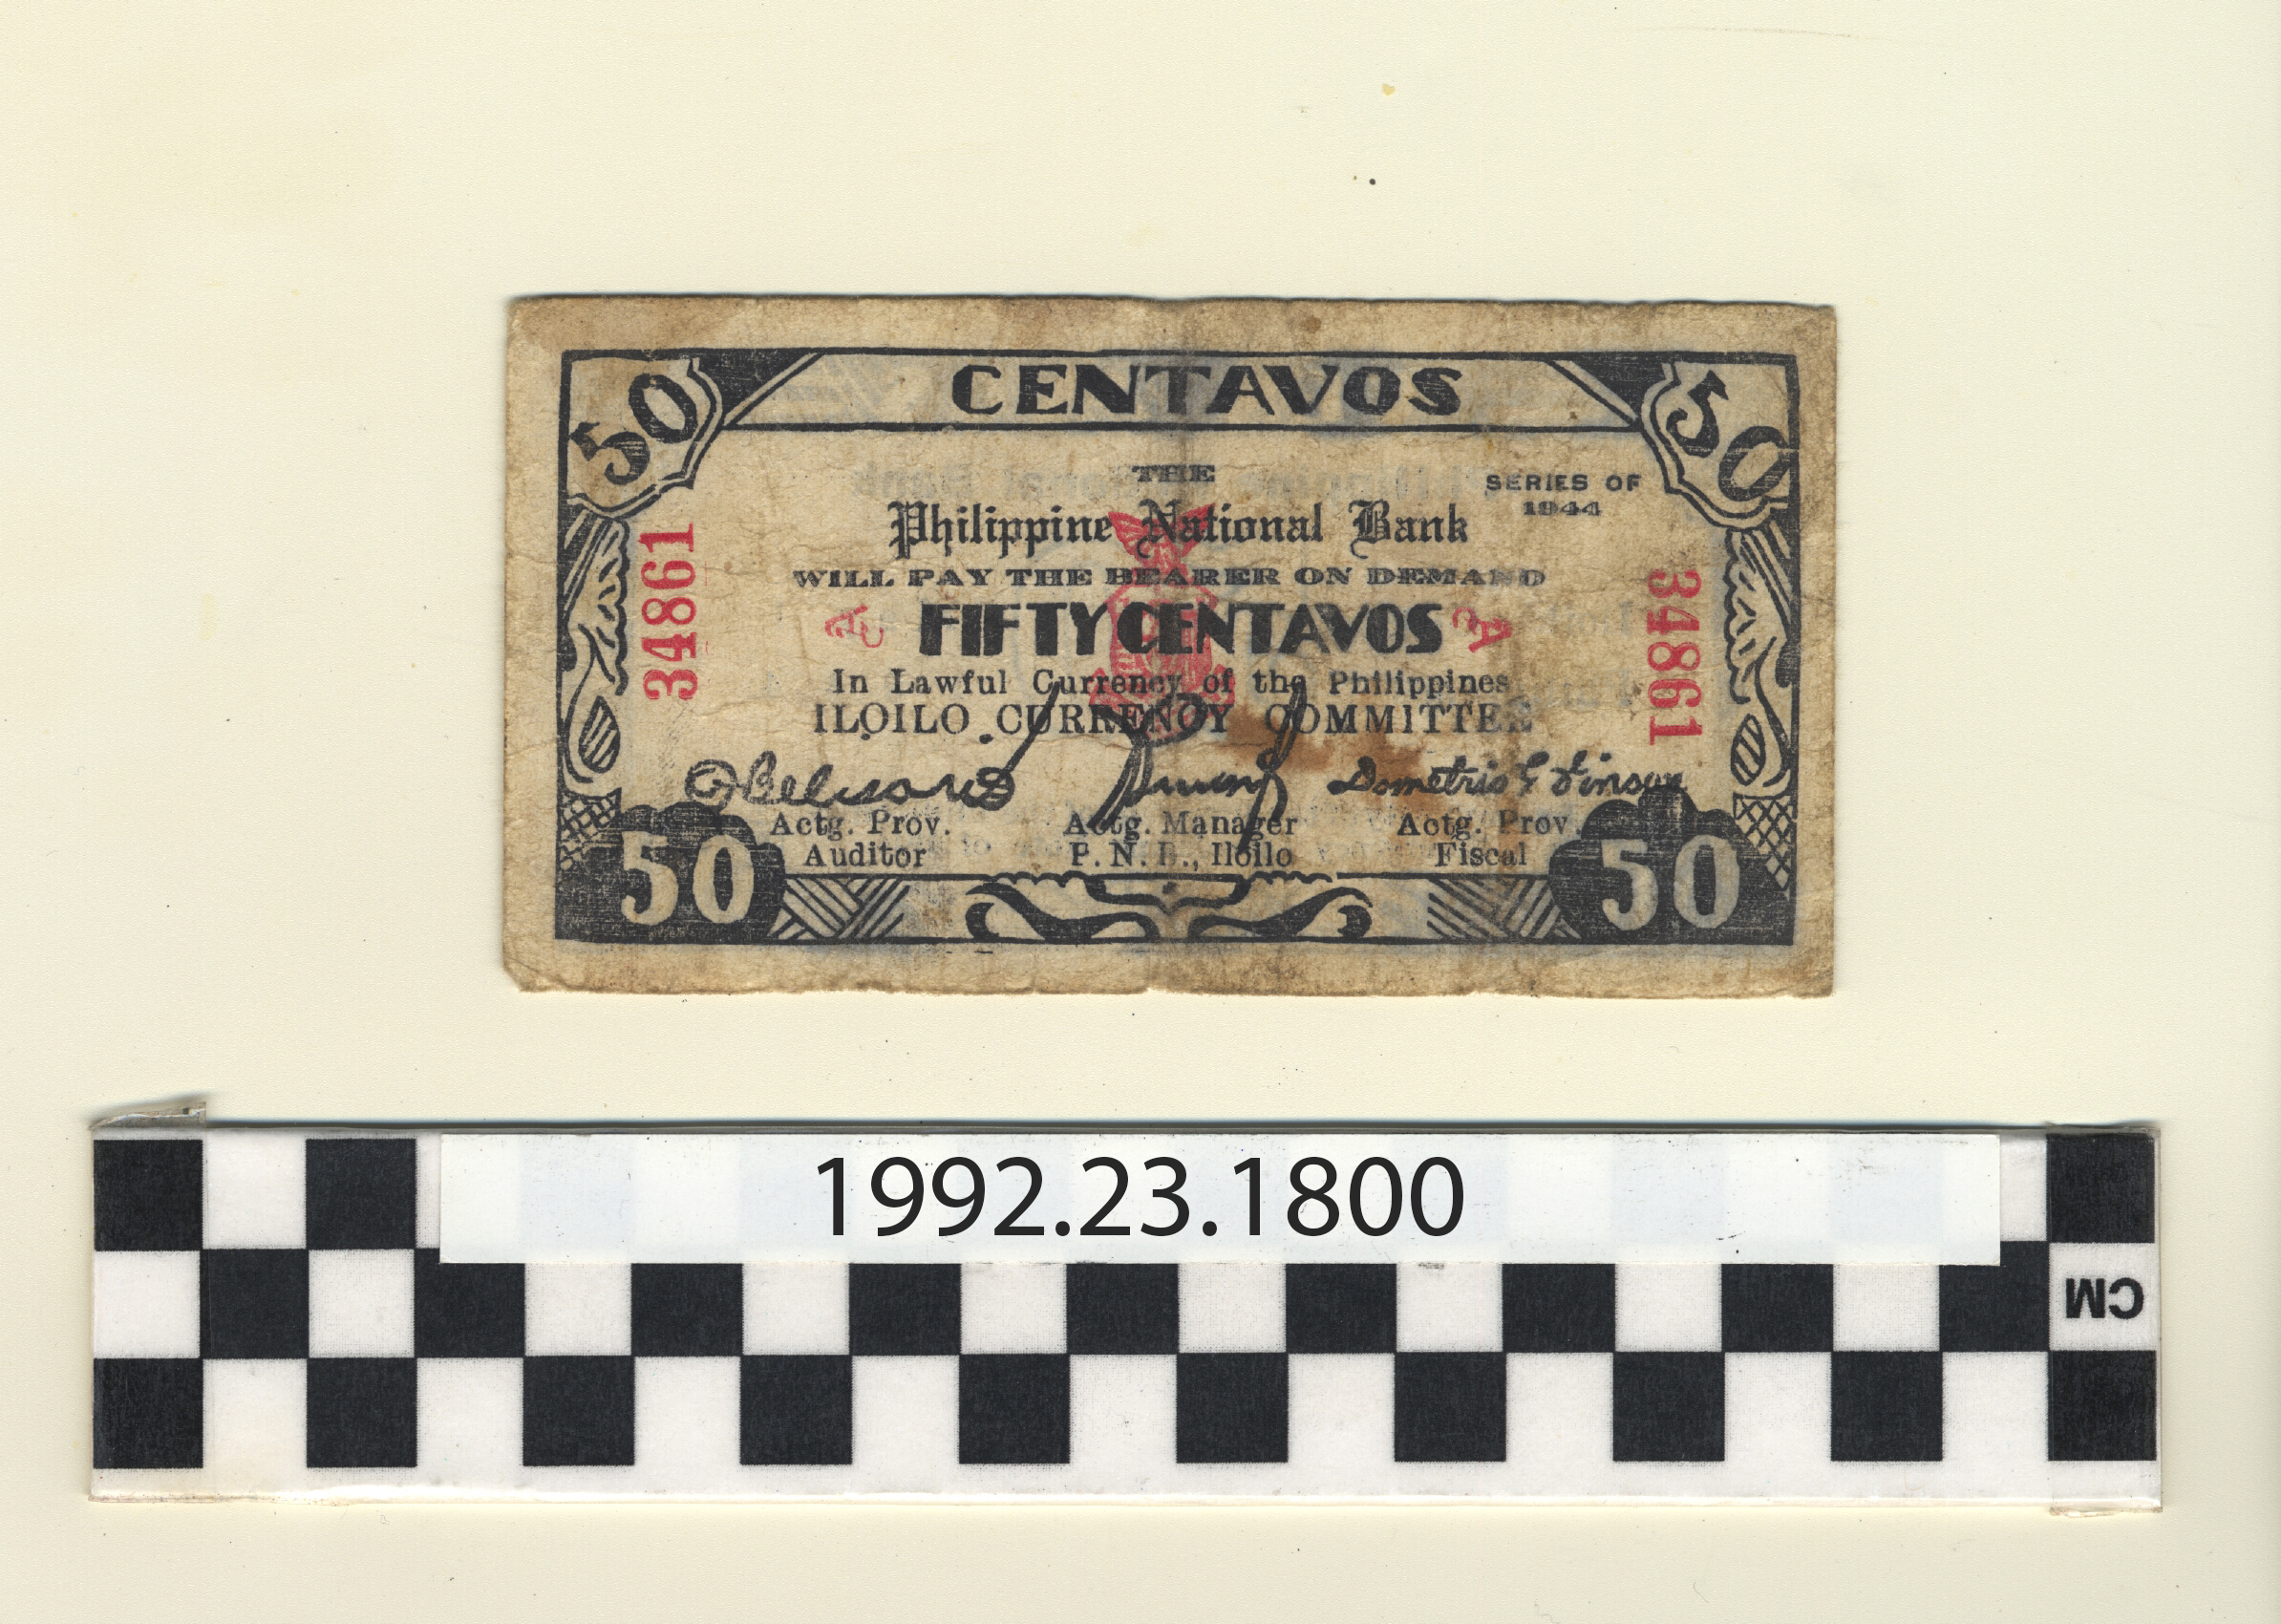 50 CENTAVOS 50
THE
SERIES OF
1944
Philippine National Bank
WILL PAY THE BEARER ON DEMAND
34861
A C FIFTY CENTAVOS C A
34861
In Lawful Currency of the Philippines
ILOILO CURRENCY COMMITTEE
Actg. Prov. Actg. Manager Actg. Prov.
Auditor P. N. B., Iloilo Fiscal
50 50
1992.23.1800
CM